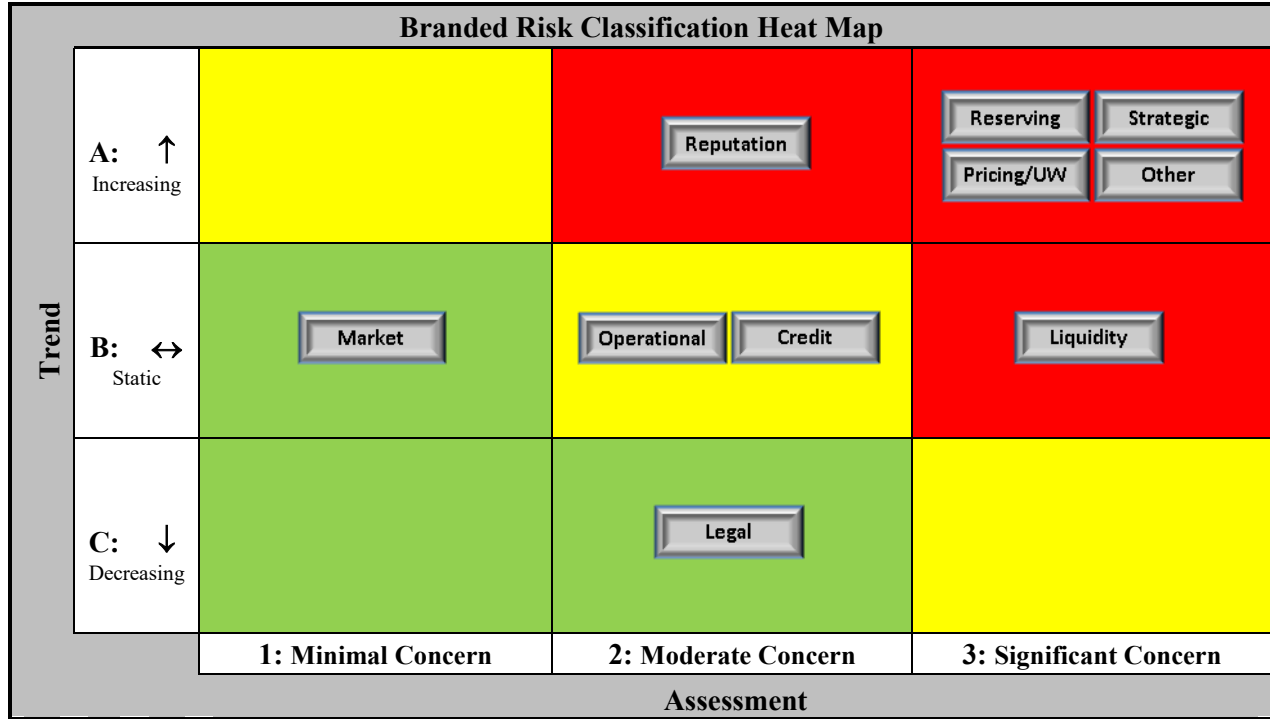 Branded Risk Classification Heat Map
Trend
A: ↑
Increasing
Reputation
Reserving
Strategic
Pricing/UW
Other
B: ↔
Static
Market
Operational
Credit
Liquidity
C: ↓
Decreasing
Legal
1: Minimal Concern
2: Moderate Concern
3: Significant Concern
Assessment